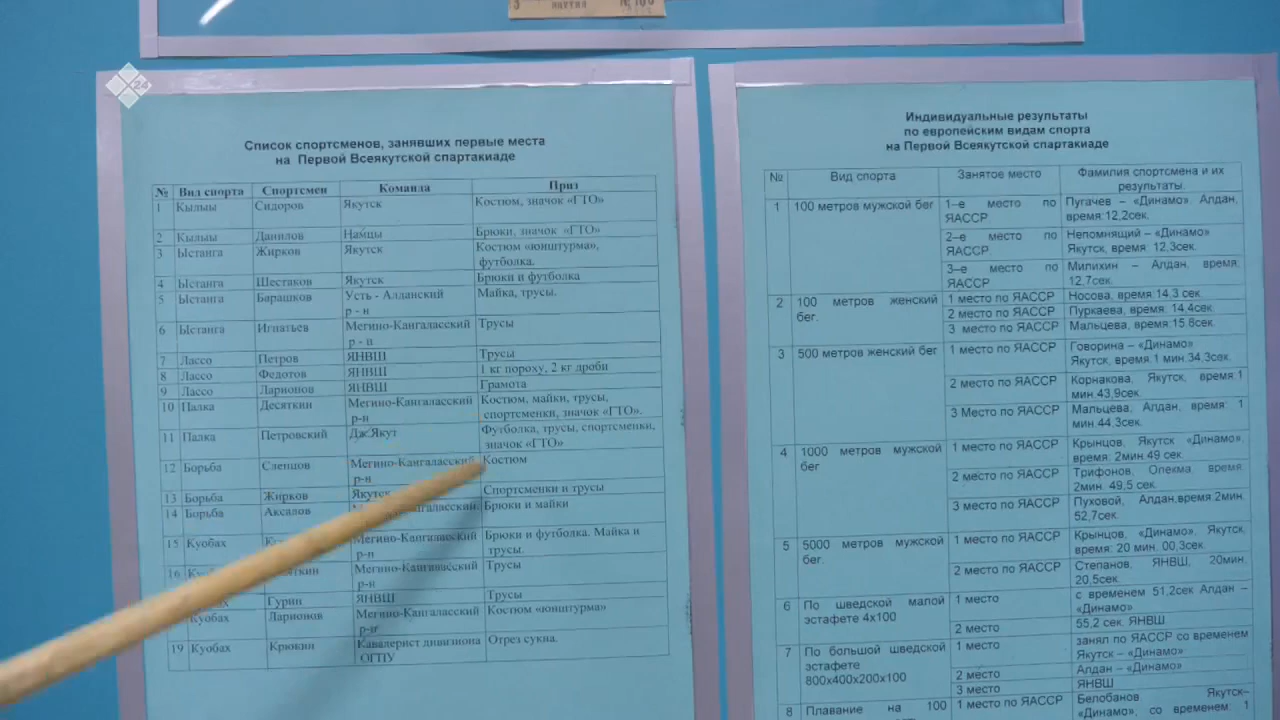 24
Список спортсменов, занявших первые места
на Первой Всеякутской спартакиаде
№ Вид спорта Спортсмен Команда Приз
1 Кылыы Сидоров Якутск Костюм, значок «ГТО»
2 Кылыы Данилов Намцы Брюки, значок «ГТО»
3 Ыстанга Жирков Якутск Костюм «юнштурма»,
футболка.
4 Ыстанга Шестаков Якутск Брюки и футболка
5 Ыстанга Барашков Усть - Алданский Майка, трусы.
р - н
6 Ыстанга Игнатьев Мегино-Кангаласский Трусы
р - н
7 Лассо Петров ЯНВШ Трусы
8 Лассо Федотов ЯНВШ 1 кг пороху, 2 кг дроби
9 Лассо Ларионов ЯНВШ Грамота
10 Палка Десяткин Мегино-Кангаласский Костюм, майки, трусы,
р-н спортсменки, значок «ГТО».
11 Палка Петровский ДжЯкут Футболка, трусы, спортсменки,
значок «ГТО»
12 Борьба Слепцов Мегино-Кангаласский Костюм
р-н
13 Борьба Жирков Якутск Спортсменки и трусы
14 Борьба Аксалов Брюки и майки
15 Куобах Мегино-Кангаласский Брюки и футболка. Майка и
р-н трусы.
16 Мегино-Кангаласский Трусы
р-н
Гурин ЯНВШ Трусы
Куобах Ларионов Мегино-Кангаласский Костюм «юнштурма»
р-н
19 Куобах Крюкин Кавалерист дивизиона Отрез сукна.
ОГПУ
Индивидуальные результаты
по европейским видам спорта
на Первой Всеякутской спартакиаде
№ Вид спорта Занятое место Фамилия спортсмена и их
результаты.
1 100 метров мужской бег 1–е место по Пугачев – «Динамо». Алдан,
ЯАССР время:12,2сек.
2–е место по Непомнящий – «Динамо»
ЯАССР Якутск, время: 12,3сек.
3–е место по Милихин – Алдан, время:
ЯАССР 12,7сек.
2 100 метров женский 1 место по ЯАССР Носова, время:14,3 сек.
бег. 2 место по ЯАССР Пуркаева, время: 14,4сек.
3 место по ЯАССР Мальцева, время:15.8сек.
3 500 метров женский бег 1 место по ЯАССР Говорина – «Динамо»
Якутск, время:1 мин.34,3сек.
2 место по ЯАССР Корнакова, Якутск, время:1
мин.43,9сек.
3 Место по ЯАССР Мальцева, Алдан, время: 1
мин.44,3сек.
4 1000 метров мужской 1 место по ЯАССР Крынцов, Якутск «Динамо»,
бег время: 2мин.49 сек.
2 место по ЯАССР Трифонов, Олекма, время:
2мин. 49,5 сек.
3 место по ЯАССР Пуховой, Алдан,время:2мин.
52,7сек.
5 5000 метров мужской 1 место по ЯАССР Крынцов, «Динамо», Якутск,
бег. время: 20 мин. 00,3сек.
2 место по ЯАССР Степанов, ЯНВШ, 20мин.
20,5сек.
6 По шведской малой 1 место с временем 51,2сек Алдан –
эстафете 4х100 «Динамо»
2 место 55,2 сек. ЯНВШ
7 По большой шведской 1 место занял по ЯАССР со временем
эстафете Якутск – «Динамо»
800х400х200х100 2 место Алдан – «Динамо»
3 место ЯНВШ
8 Плавание на 100 1 место по ЯАССР Белобанов Якутск–
«Динамо», со временем: 1